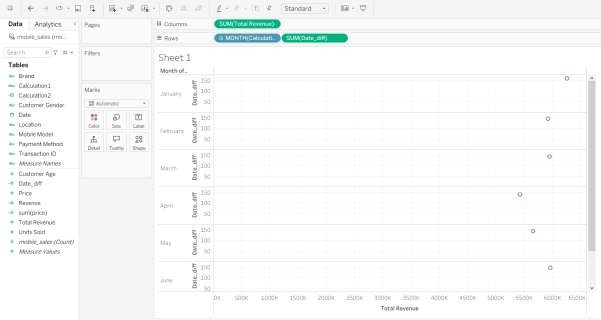 Data
Analytics
Pages
Columns
SUM(Total Revenue)
mobile_sales (mo...
Rows
MONTH(Calculati..
SUM(Date_diff)
Standard
Search
Filters
Sheet 1
Tables
Month of..
Brand
Calculation1
Calculation2
Customer Gender
Date
Location
Mobile Model
Payment Method
Transaction ID
Measure Names
Customer Age
Date_diff
Price
Revenue
sum(price)
Total Revenue
Units Sold
mobile_sales (Count)
Measure Values
Marks
Automatic
Color
Size
Label
Detail
Tooltip
Shape
January
Date_diff
150
100
50
February
Date_diff
150
100
50
March
Date_diff
150
100
50
April
Date_diff
150
100
50
May
Date_diff
150
100
50
June
Date_diff
150
100
50
0K
500K
1000K
1500K
2000K
2500K
3000K
3500K
4000K
4500K
5000K
5500K
6000K
6500K
Total Revenue